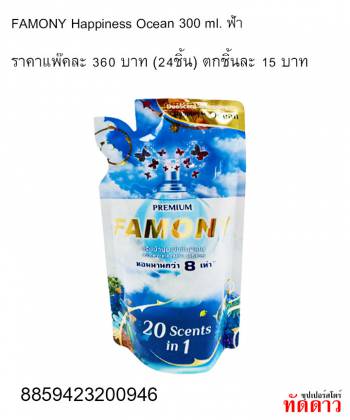 FAMONY Happiness Ocean 300 ml. ฟ้า
ราคาแพ๊คละ 360 บาท (24ชิ้น) ตกชิ้นละ 15 บาท
PREMIUM
FAMONY
หอมนานกว่า 8 เท่า
20 Scents
in 1
8859423200946
ซุปเปอร์สโตร์
ทัดดาว